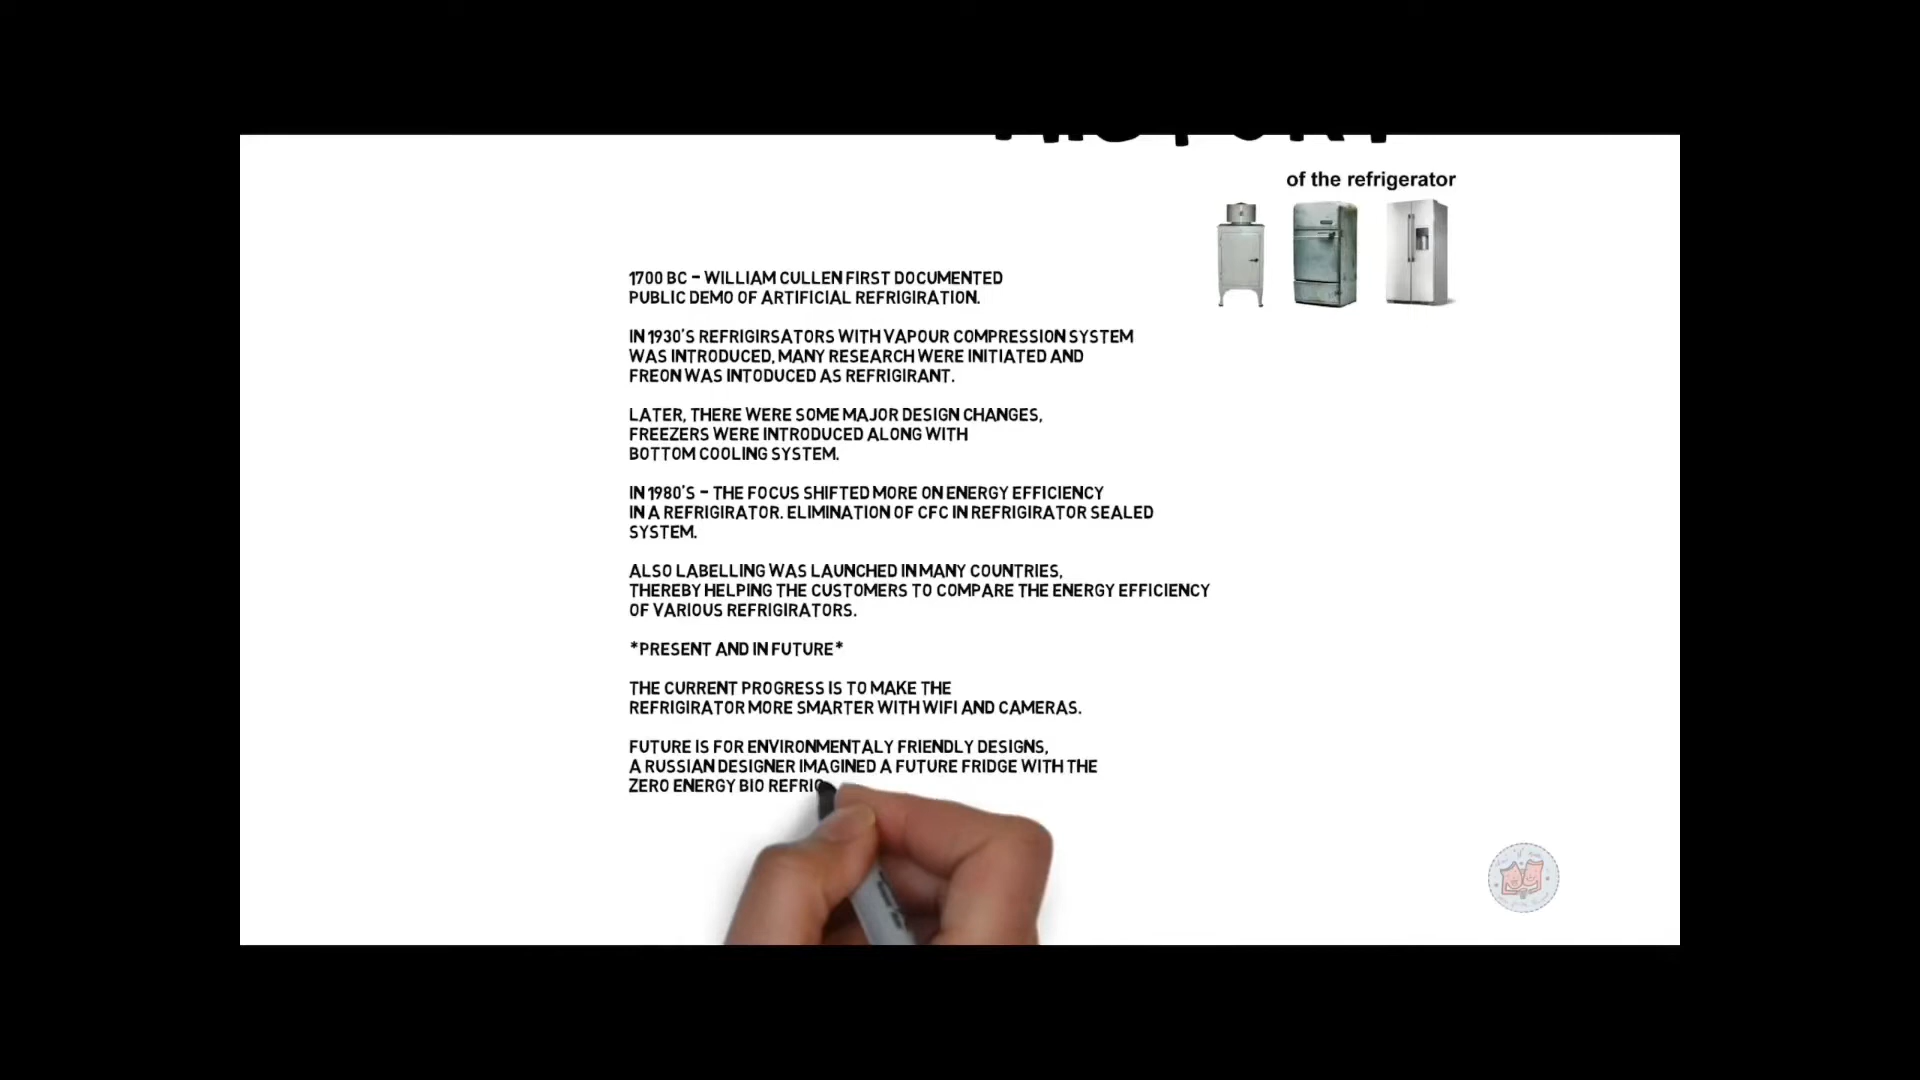 HISTORY
of the refrigerator
1700 BC - WILLIAM CULLEN FIRST DOCUMENTED
PUBLIC DEMO OF ARTIFICIAL REFRIGIRATION.
IN 1930'S REFRIGIRSATORS WITH VAPOUR COMPRESSION SYSTEM
WAS INTRODUCED, MANY RESEARCH WERE INITIATED AND
FREON WAS INTODUCED AS REFRIGIRANT.
LATER, THERE WERE SOME MAJOR DESIGN CHANGES,
FREEZERS WERE INTRODUCED ALONG WITH
BOTTOM COOLING SYSTEM.
IN 1980'S - THE FOCUS SHIFTED MORE ON ENERGY EFFICIENCY
IN A REFRIGIRATOR. ELIMINATION OF CFC IN REFRIGIRATOR SEALED
SYSTEM.
ALSO LABELLING WAS LAUNCHED IN MANY COUNTRIES,
THEREBY HELPING THE CUSTOMERS TO COMPARE THE ENERGY EFFICIENCY
OF VARIOUS REFRIGIRATORS.
*PRESENT AND IN FUTURE*
THE CURRENT PROGRESS IS TO MAKE THE
REFRIGIRATOR MORE SMARTER WITH WIFI AND CAMERAS.
FUTURE IS FOR ENVIRONMENTALY FRIENDLY DESIGNS,
A RUSSIAN DESIGNER IMAGINED A FUTURE FRIDGE WITH THE
ZERO ENERGY BIO REFRIG